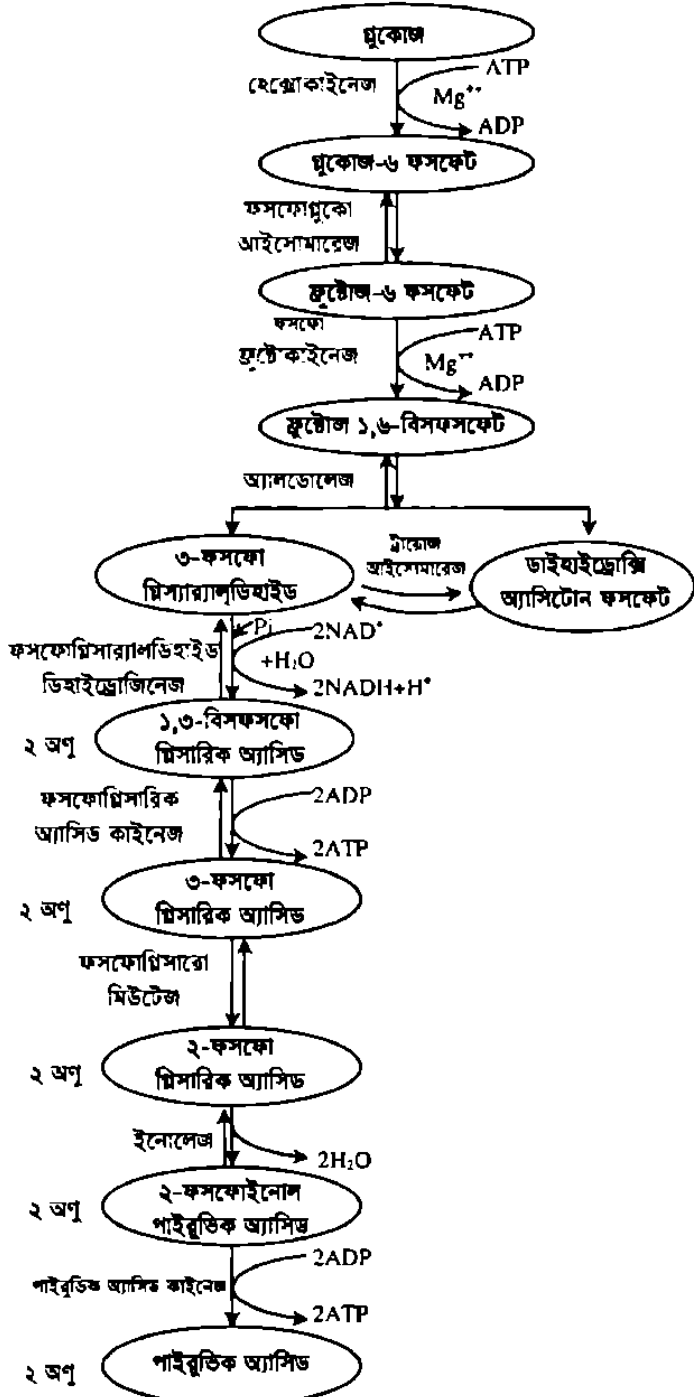 গ্লুকোজ
হেক্সোকাইনেজ
ATP
Mg⁺⁺
ADP
গ্লুকোজ-৬ ফসফেট
ফসফোগ্লুকো
আইসোমারেজ
ফ্রুক্টোজ-৬ ফসফেট
ফসফো
ফ্রুক্টোকাইনেজ
ATP
Mg⁺⁺
ADP
ফ্রুক্টোজ ১,৬-বিসফসফেট
অ্যালডোলেজ
৩-ফসফো
গ্লিস্যার‍্যাল্ডিহাইড
ট্রায়োজ
আইসোমারেজ
ডাইহাইড্রোক্সি
অ্যাসিটোন ফসফেট
ফসফোগ্লিসার‍্যালডিহাইড
ডিহাইড্রোজিনেজ
Pi
2NAD⁺
+H₂O
2NADH+H⁺
২ অণু
১,৩-বিসফসফো
গ্লিসারিক অ্যাসিড
ফসফোগ্লিসারিক
অ্যাসিড কাইনেজ
2ADP
2ATP
২ অণু
৩-ফসফো
গ্লিসারিক অ্যাসিড
ফসফোগ্লিসারো
মিউটেজ
২ অণু
২-ফসফো
গ্লিসারিক অ্যাসিড
ইনোলেজ
2H₂O
২ অণু
২-ফসফোইনোল
পাইরুভিক অ্যাসিড
পাইরুভিক অ্যাসিড কাইনেজ
2ADP
2ATP
২ অণু
পাইরুভিক অ্যাসিড